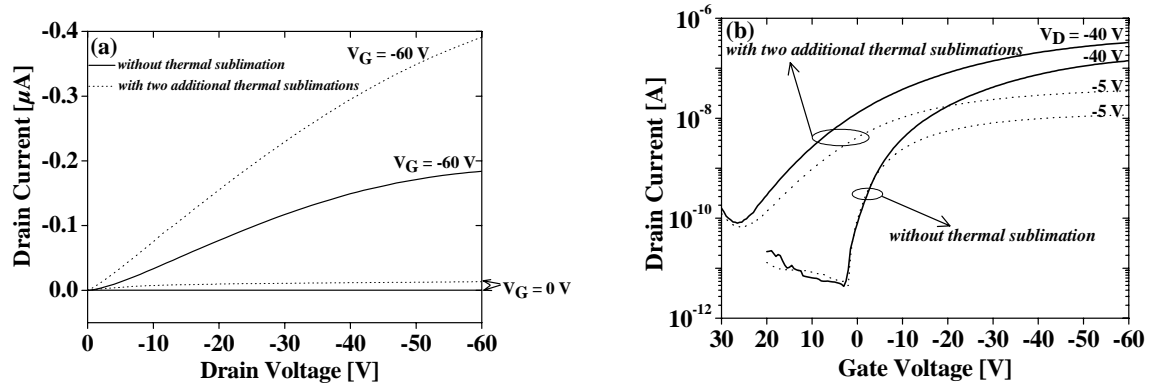 (a)
V_G = -60 V
without thermal sublimation
with two additional thermal sublimations
V_G = -60 V
V_G = 0 V
-0.4
-0.3
-0.2
-0.1
0.0
Drain Current [µA]
0 -10 -20 -30 -40 -50 -60
Drain Voltage [V]
(b)
V_D = -40 V
with two additional thermal sublimations
-40 V
-5 V
-5 V
without thermal sublimation
10^-6
10^-8
10^-10
10^-12
Drain Current [A]
30 20 10 0 -10 -20 -30 -40 -50 -60
Gate Voltage [V]